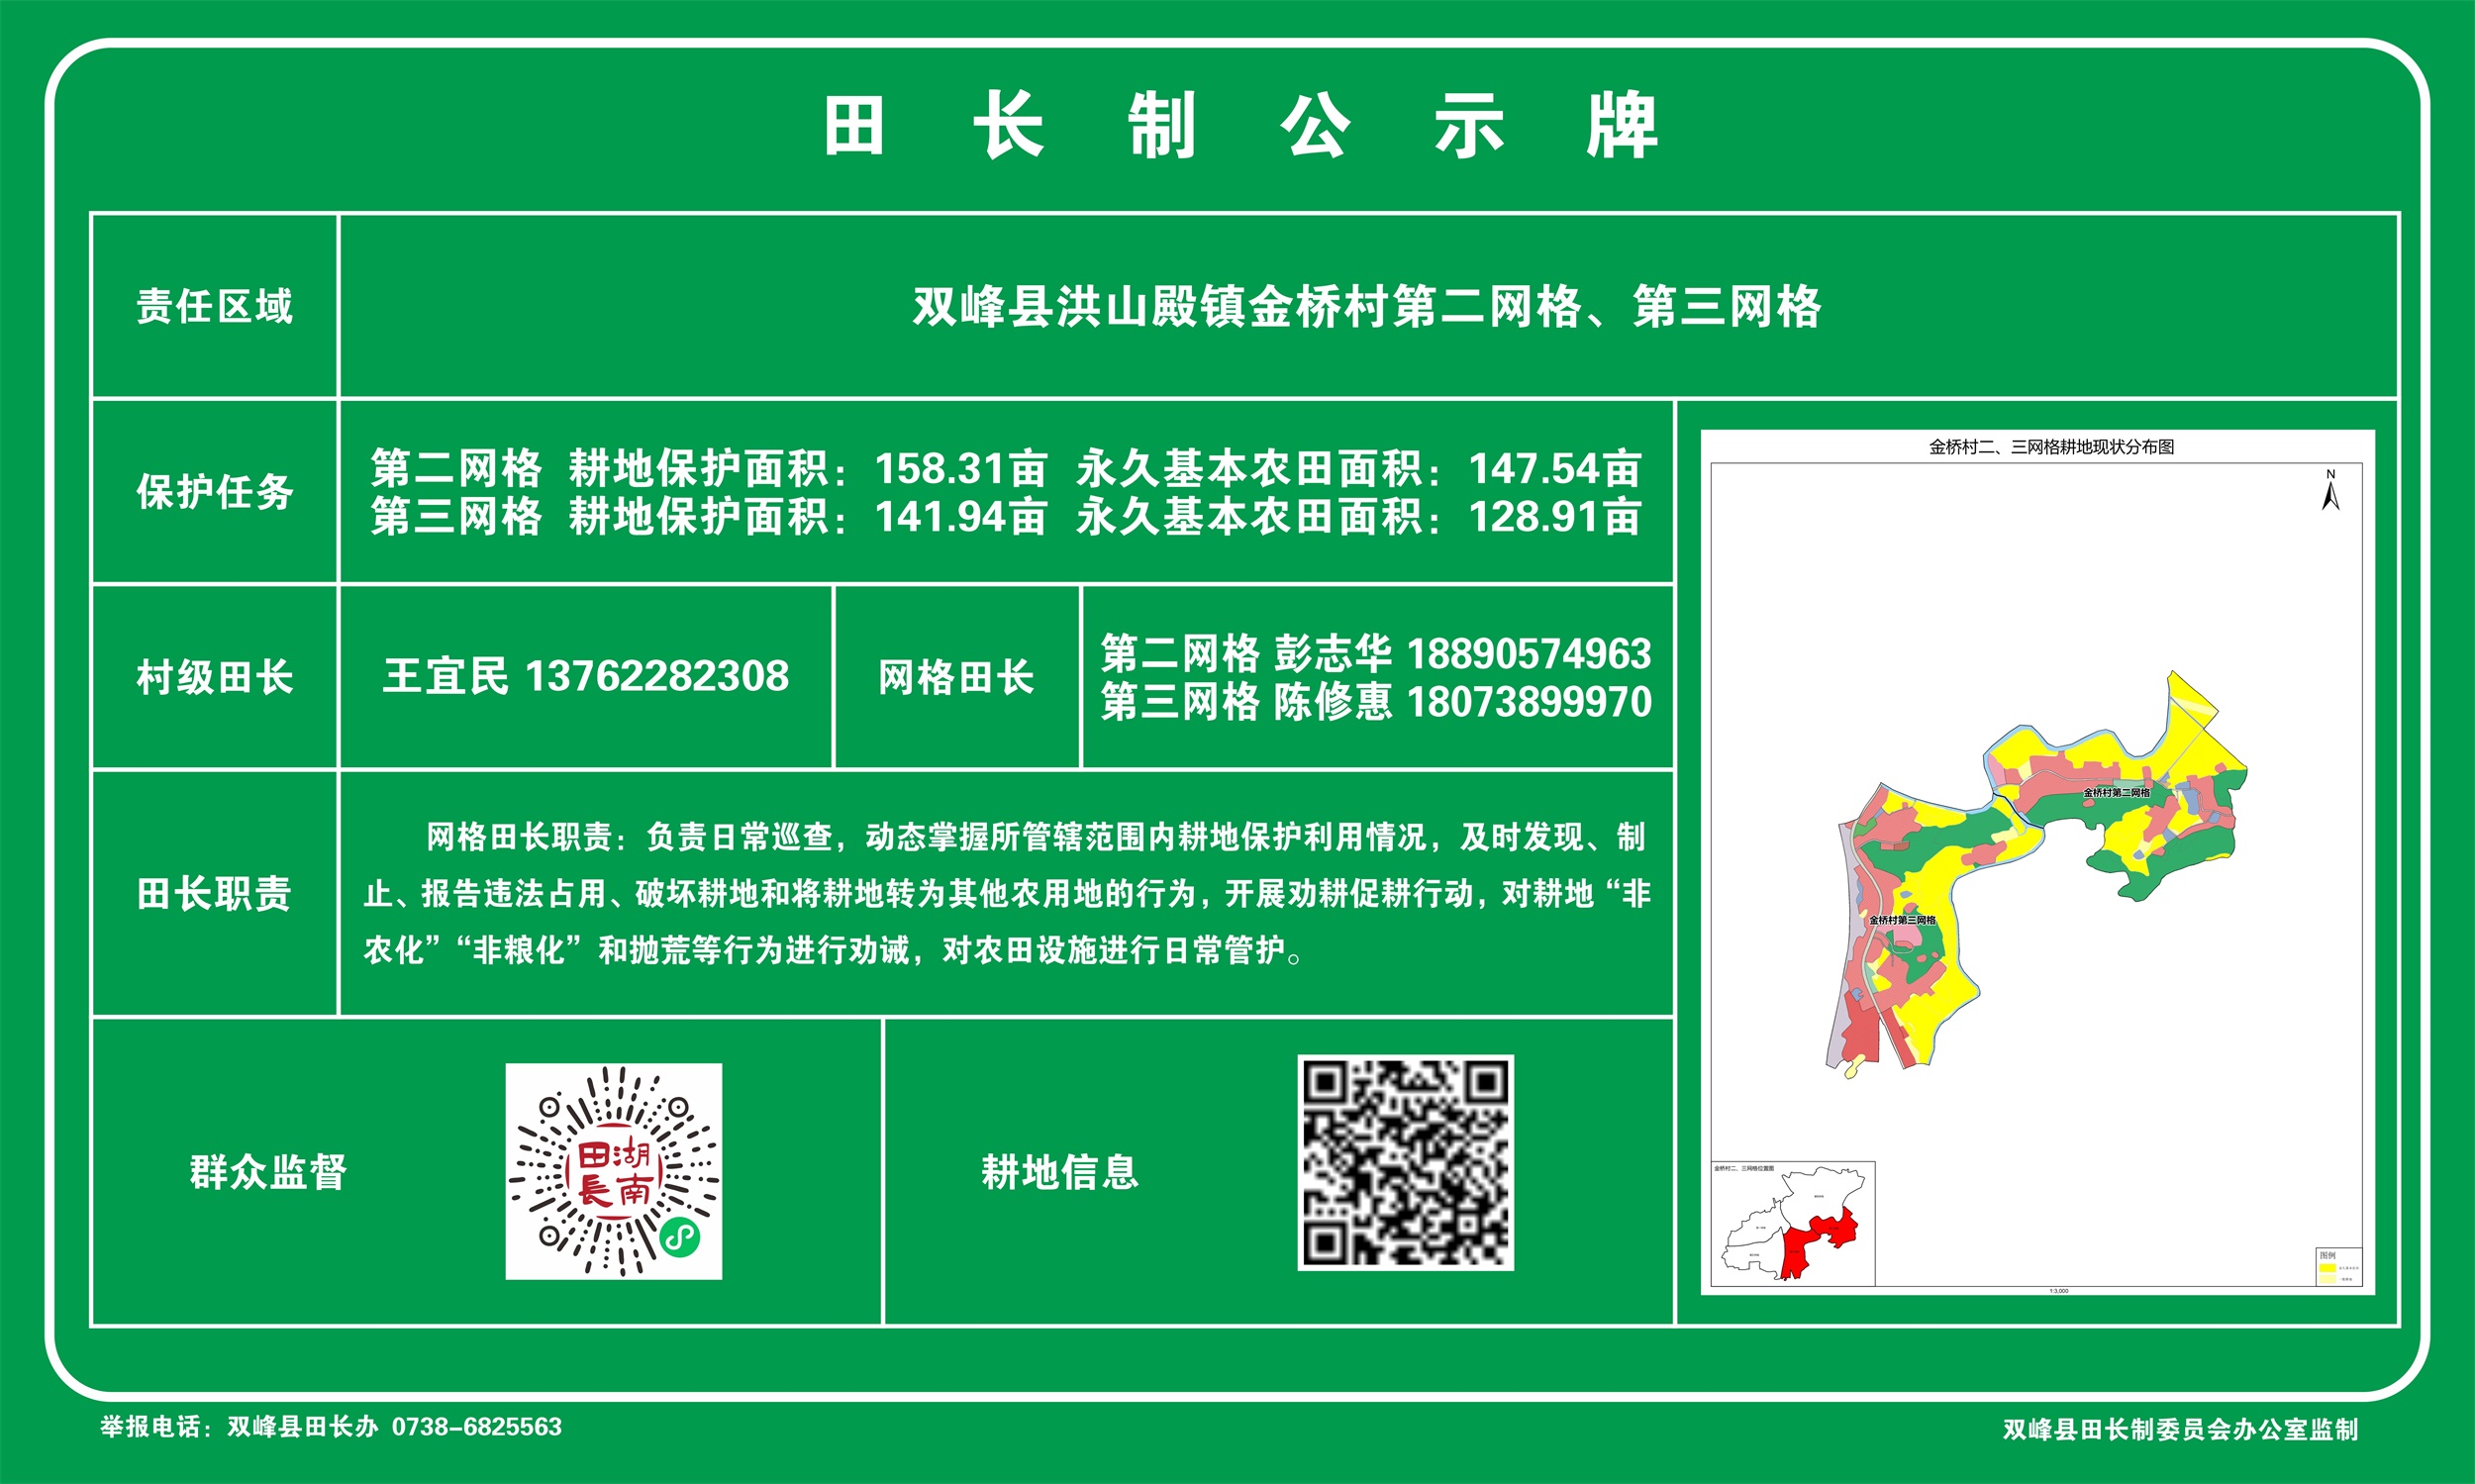 田长制公示牌
责任区域
双峰县洪山殿镇金桥村第二网格、第三网格
保护任务
第二网格 耕地保护面积：158.31亩 永久基本农田面积：147.54亩
第三网格 耕地保护面积：141.94亩 永久基本农田面积：128.91亩
村级田长
王宜民 13762282308
网格田长
第二网格 彭志华 18890574963
第三网格 陈修惠 18073899970
田长职责
网格田长职责：负责日常巡查，动态掌握所管辖范围内耕地保护利用情况，及时发现、制
止、报告违法占用、破坏耕地和将耕地转为其他农用地的行为，开展劝耕促耕行动，对耕地“非
农化”“非粮化”和抛荒等行为进行劝诫，对农田设施进行日常管护。
群众监督
湖南田長
耕地信息
金桥村二、三网格耕地现状分布图
N
金桥村第二网格
金桥村第三网格
金桥村二、三网格位置图
图例
1:3,000
举报电话：双峰县田长办 0738-6825563
双峰县田长制委员会办公室监制